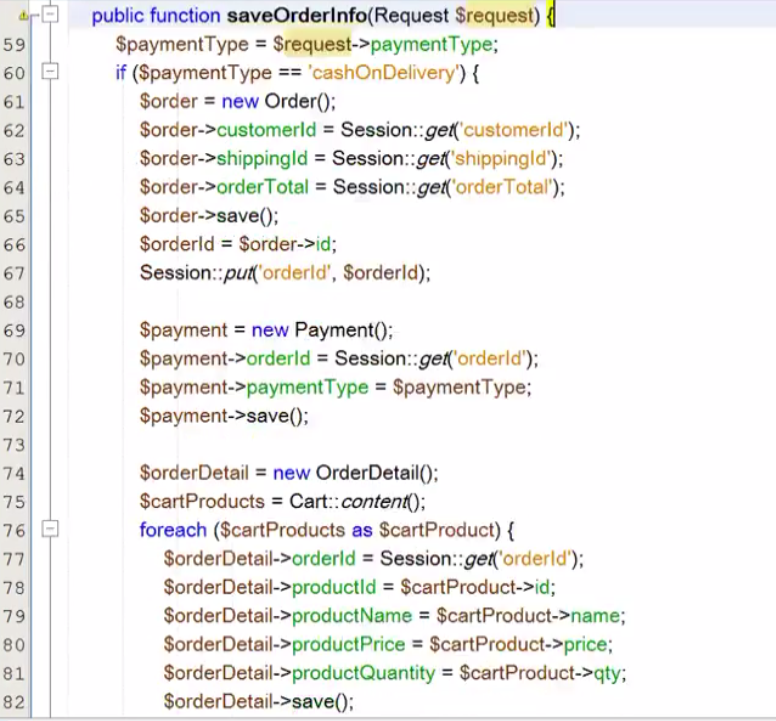 public function saveOrderInfo(Request $request) {
59 $paymentType = $request->paymentType;
60 if ($paymentType == 'cashOnDelivery') {
61 $order = new Order();
62 $order->customerId = Session::get('customerId');
63 $order->shippingId = Session::get('shippingId');
64 $order->orderTotal = Session::get('orderTotal');
65 $order->save();
66 $orderId = $order->id;
67 Session::put('orderId', $orderId);
68
69 $payment = new Payment();
70 $payment->orderId = Session::get('orderId');
71 $payment->paymentType = $paymentType;
72 $payment->save();
73
74 $orderDetail = new OrderDetail();
75 $cartProducts = Cart::content();
76 foreach ($cartProducts as $cartProduct) {
77 $orderDetail->orderId = Session::get('orderId');
78 $orderDetail->productId = $cartProduct->id;
79 $orderDetail->productName = $cartProduct->name;
80 $orderDetail->productPrice = $cartProduct->price;
81 $orderDetail->productQuantity = $cartProduct->qty;
82 $orderDetail->save();